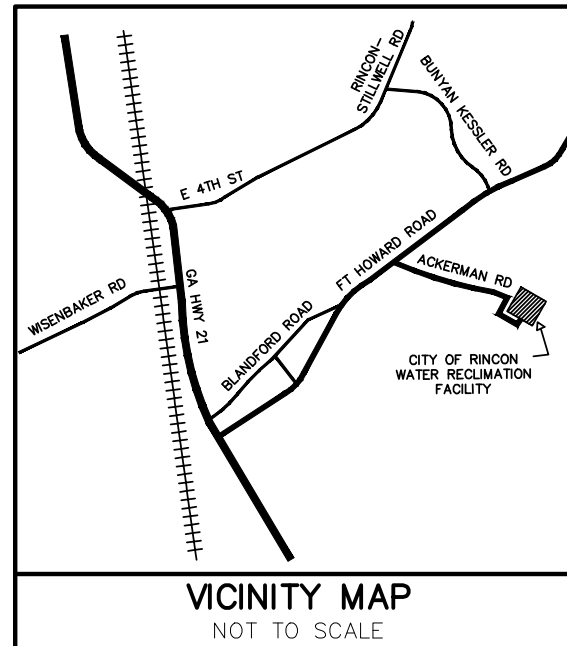 RINCON-
STILLWELL RD
BUNYAN KESSLER RD
E 4TH ST
FT HOWARD ROAD
ACKERMAN RD
WISENBAKER RD
GA HWY 21
BLANDFORD ROAD
CITY OF RINCON
WATER RECLIMATION
FACILITY
VICINITY MAP
NOT TO SCALE